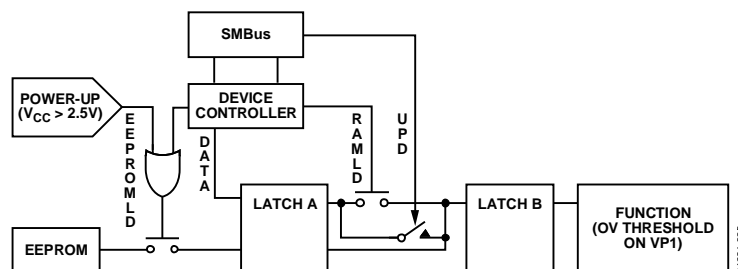 SMBus
POWER-UP
(VCC > 2.5V)
DEVICE
CONTROLLER
EEPROMLD
DATA
RAMLD
UPD
LATCH A
LATCH B
FUNCTION
(OV THRESHOLD
ON VP1)
EEPROM